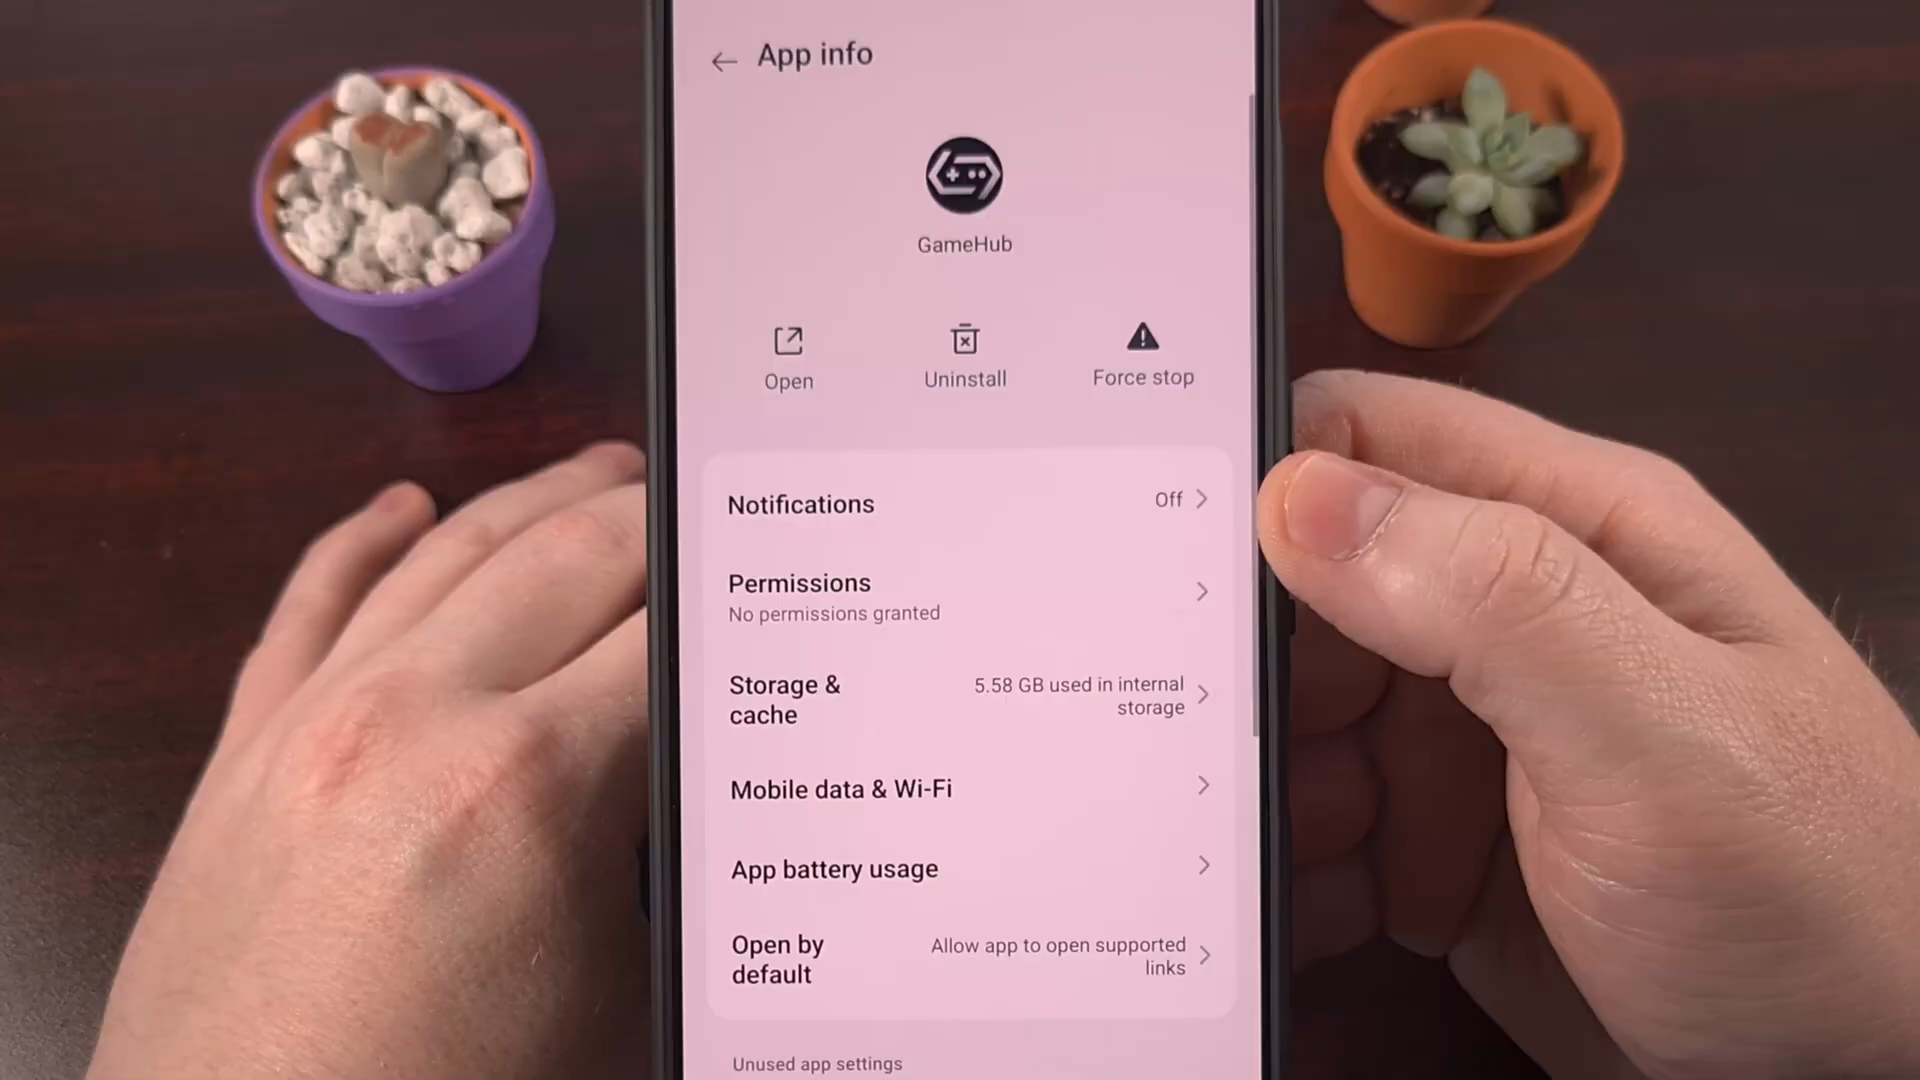 App info
GameHub
Open
Uninstall
Force stop
Notifications
Off
Permissions
No permissions granted
Storage &
cache
5.58 GB used in internal
storage
Mobile data & Wi-Fi
App battery usage
Open by
default
Allow app to open supported
links
Unused app settings